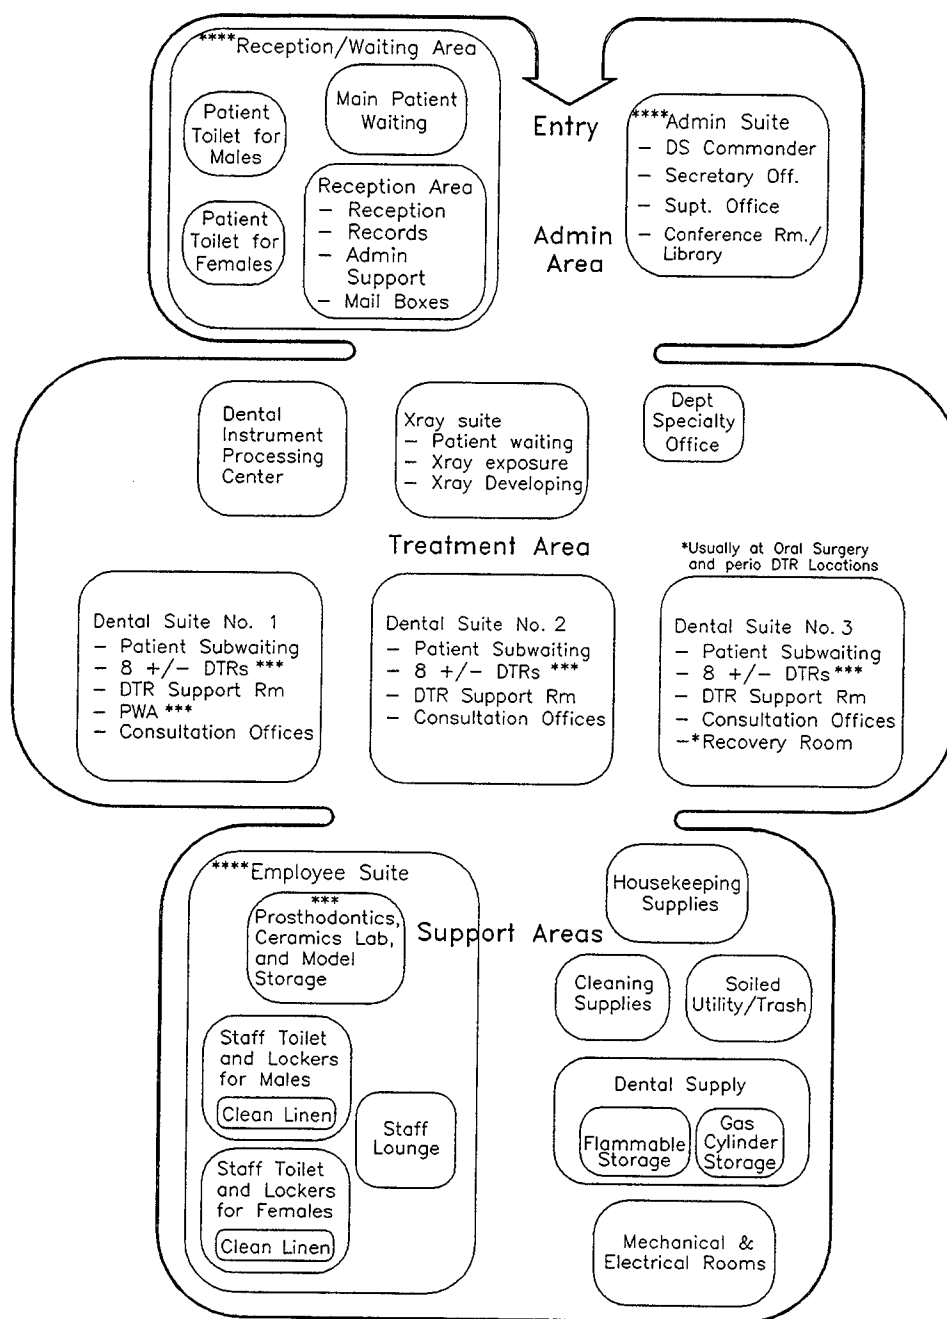 ****Reception/Waiting Area
Patient
Toilet for
Males
Main Patient
Waiting
Patient
Toilet for
Females
Reception Area
– Reception
– Records
– Admin
Support
– Mail Boxes
Entry
Admin
Area
****Admin Suite
– DS Commander
– Secretary Off.
– Supt. Office
– Conference Rm./
Library
Dental
Instrument
Processing
Center
Xray suite
– Patient waiting
– Xray exposure
– Xray Developing
Dept
Specialty
Office
Treatment Area
*Usually at Oral Surgery
and perio DTR Locations
Dental Suite No. 1
– Patient Subwaiting
– 8 +/– DTRs ***
– DTR Support Rm
– PWA ***
– Consultation Offices
Dental Suite No. 2
– Patient Subwaiting
– 8 +/– DTRs ***
– DTR Support Rm
– Consultation Offices
Dental Suite No. 3
– Patient Subwaiting
– 8 +/– DTRs ***
– DTR Support Rm
– Consultation Offices
–*Recovery Room
****Employee Suite
***
Prosthodontics,
Ceramics Lab,
and Model
Storage
Support Areas
Housekeeping
Supplies
Cleaning
Supplies
Soiled
Utility/Trash
Staff Toilet
and Lockers
for Males
Clean Linen
Staff
Lounge
Staff Toilet
and Lockers
for Females
Clean Linen
Dental Supply
Flammable
Storage
Gas
Cylinder
Storage
Mechanical &
Electrical Rooms